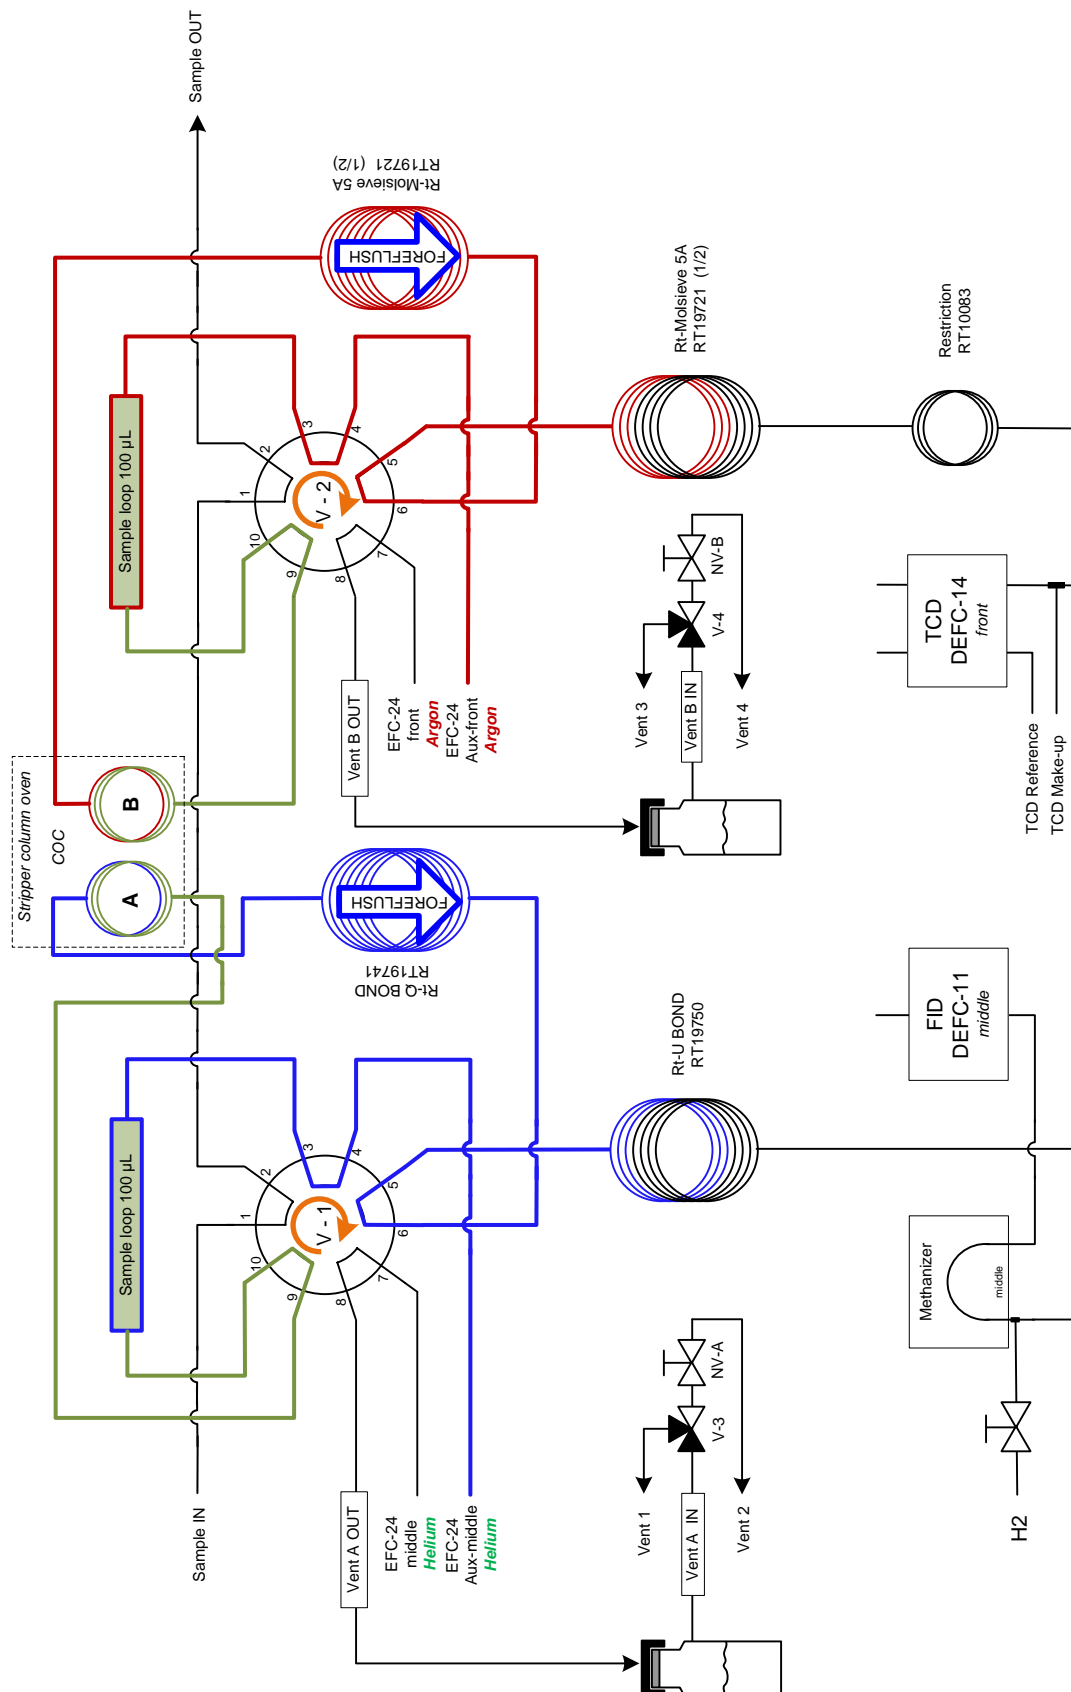 Sample OUT
Rt-Molsieve 5A
RT19721 (1/2)
FOREFLUSH
Sample loop 100 µL
1
2
3
4
5
6
7
8
9
10
V - 2
Rt-Molsieve 5A
RT19721 (1/2)
Restriction
RT10083
Stripper column oven
COC
A
B
Vent B OUT
EFC-24
front
Argon
EFC-24
Aux-front
Argon
Vent 3
V-4
NV-B
Vent B IN
Vent 4
TCD
DEFC-14
front
TCD Reference
TCD Make-up
FOREFLUSH
Rt-Q BOND
RT19741
Sample loop 100 µL
1
2
3
4
5
6
7
8
9
10
V - 1
Rt-U BOND
RT19750
FID
DEFC-11
middle
Methanizer
middle
H2
Sample IN
Vent A OUT
EFC-24
middle
Helium
EFC-24
Aux-middle
Helium
Vent 1
V-3
NV-A
Vent A IN
Vent 2